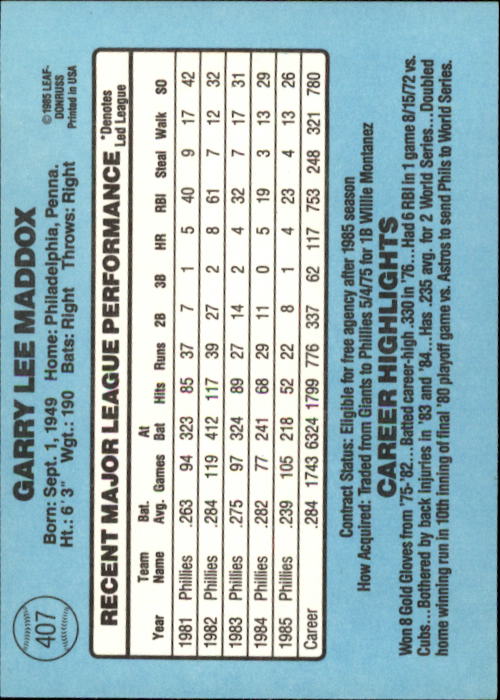 407
GARRY LEE MADDOX
© 1985 LEAF-
DONRUSS
Printed in USA
Born: Sept. 1, 1949 Home: Philadelphia, Penna.
Ht.: 6' 3" Wgt.: 190 Bats: Right Throws: Right
RECENT MAJOR LEAGUE PERFORMANCE *Denotes
Led League
Team Bat. At
Year Name Avg. Games Bat Hits Runs 2B 3B HR RBI Steal Walk SO
1981 Phillies .263 94 323 85 37 7 1 5 40 9 17 42
1982 Phillies .284 119 412 117 39 27 2 8 61 7 12 32
1983 Phillies .275 97 324 89 27 14 2 4 32 7 17 31
1984 Phillies .282 77 241 68 29 11 0 5 19 3 13 29
1985 Phillies .239 105 218 52 22 8 1 4 23 4 13 26
Career .284 1743 6324 1799 776 337 62 117 753 248 321 780
Contract Status: Eligible for free agency after 1985 season
How Acquired: Traded from Giants to Phillies 5/4/75 for 1B Willie Montanez
CAREER HIGHLIGHTS
Won 8 Gold Gloves from '75-'82...Batted career-high .330 in '76...Had 6 RBI in 1 game 8/15/72 vs.
Cubs...Bothered by back injuries in '83 and '84...Has .235 avg. for 2 World Series...Doubled
home winning run in 10th inning of final '80 playoff game vs. Astros to send Phils to World Series.